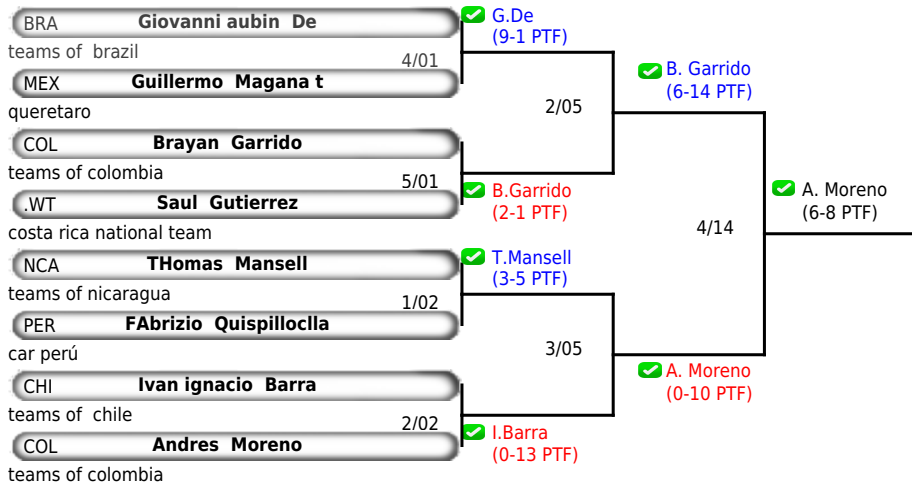 BRA Giovanni aubin De
teams of brazil
4/01
MEX Guillermo Magana t
queretaro
COL Brayan Garrido
teams of colombia
5/01
.WT Saul Gutierrez
costa rica national team
NCA THomas Mansell
teams of nicaragua
1/02
PER FAbrizio Quispilloclla
car perú
CHI Ivan ignacio Barra
teams of chile
2/02
COL Andres Moreno
teams of colombia
G.De
(9-1 PTF)
B.Garrido
(2-1 PTF)
T.Mansell
(3-5 PTF)
I.Barra
(0-13 PTF)
2/05
3/05
B. Garrido
(6-14 PTF)
A. Moreno
(0-10 PTF)
4/14
A. Moreno
(6-8 PTF)